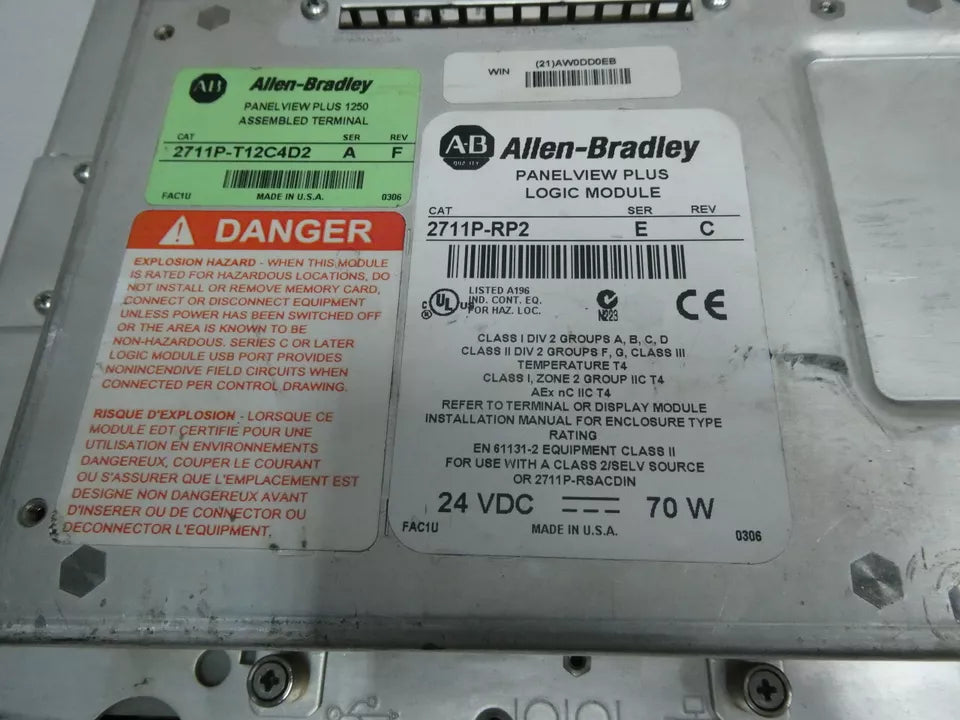 WIN
(21)AW0DD0EB
AB Allen-Bradley
PANELVIEW PLUS 1250
ASSEMBLED TERMINAL
CAT SER REV
2711P-T12C4D2 A F
FAC1U MADE IN U.S.A. 0306
DANGER
EXPLOSION HAZARD - WHEN THIS MODULE
IS RATED FOR HAZARDOUS LOCATIONS, DO
NOT INSTALL OR REMOVE MEMORY CARD,
CONNECT OR DISCONNECT EQUIPMENT
UNLESS POWER HAS BEEN SWITCHED OFF
OR THE AREA IS KNOWN TO BE
NON-HAZARDOUS. SERIES C OR LATER
LOGIC MODULE USB PORT PROVIDES
NONINCENDIVE FIELD CIRCUITS WHEN
CONNECTED PER CONTROL DRAWING.
RISQUE D'EXPLOSION - LORSQUE CE
MODULE EDT CERTIFIÉ POUR UNE
UTILISATION EN ENVIRONNEMENTS
DANGEREUX, COUPER LE COURANT
OU S'ASSURER QUE L'EMPLACEMENT EST
DESIGNE NON DANGEREUX AVANT
D'INSERER OU DE CONNECTOR OU
DECONNECTOR L'EQUIPMENT.
A-B Allen-Bradley
QUALITY
PANELVIEW PLUS
LOGIC MODULE
CAT SER REV
2711P-RP2 E C
C UL US
LISTED A196
IND. CONT. EQ.
FOR HAZ. LOC.
N223
CE
CLASS I DIV 2 GROUPS A, B, C, D
CLASS II DIV 2 GROUPS F, G, CLASS III
TEMPERATURE T4
CLASS I, ZONE 2 GROUP IIC T4
AEx nC IIC T4
REFER TO TERMINAL OR DISPLAY MODULE
INSTALLATION MANUAL FOR ENCLOSURE TYPE
RATING
EN 61131-2 EQUIPMENT CLASS II
FOR USE WITH A CLASS 2/SELV SOURCE
OR 2711P-RSACDIN
24 VDC 70 W
FAC1U MADE IN U.S.A. 0306